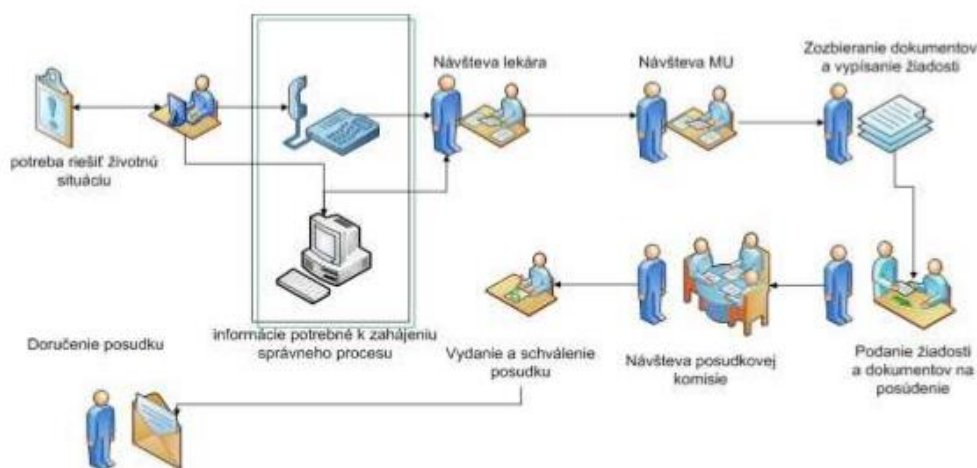 potreba riešiť životnú
situáciu
informácie potrebné k zahájeniu
správneho procesu
Návšteva lekára
Návšteva MU
Zozbieranie dokumentov
a vypísanie žiadosti
Podanie žiadosti
a dokumentov na
posúdenie
Návšteva posudkovej
komisie
Vydanie a schválenie
posudku
Doručenie posudku